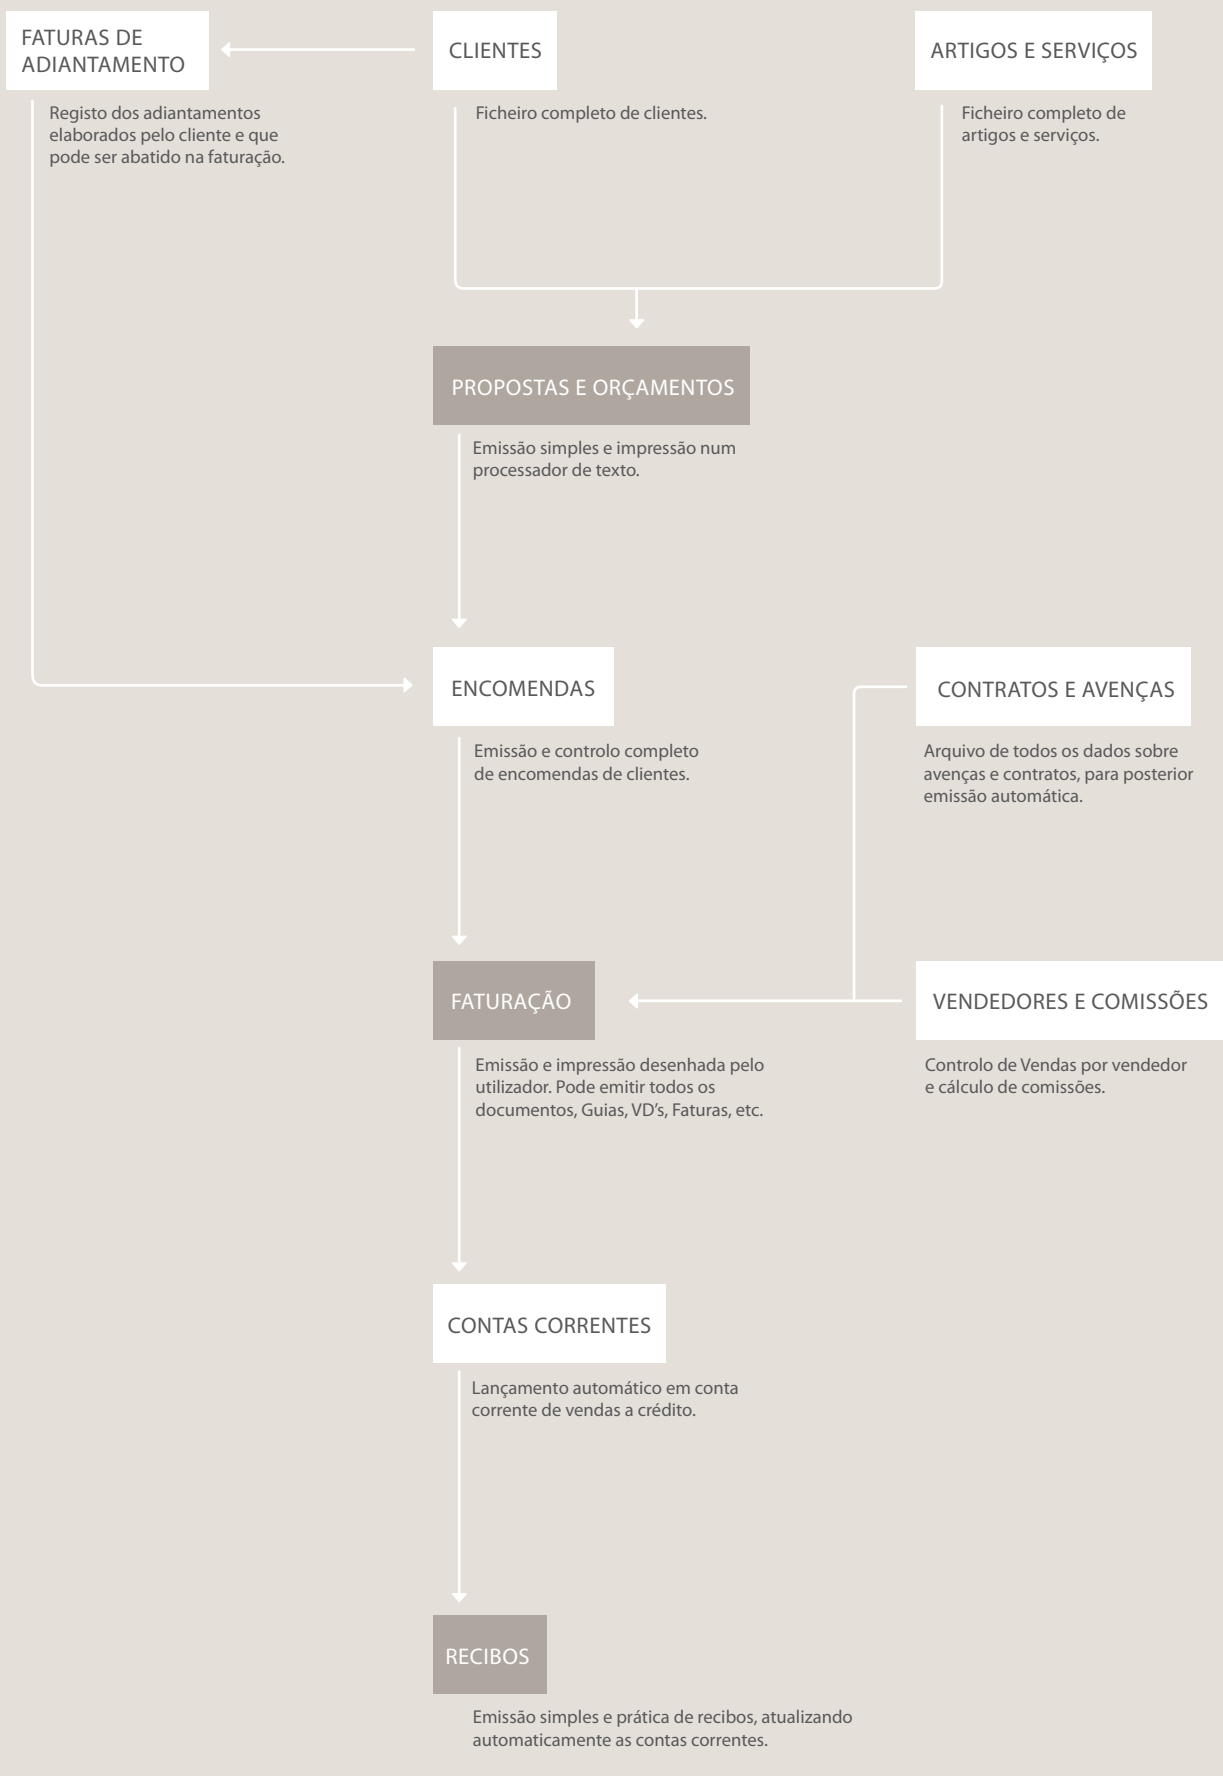 FATURAS DE
ADIANTAMENTO
Registo dos adiantamentos
elaborados pelo cliente e que
pode ser abatido na faturação.
CLIENTES
Ficheiro completo de clientes.
ARTIGOS E SERVIÇOS
Ficheiro completo de
artigos e serviços.
PROPOSTAS E ORÇAMENTOS
Emissão simples e impressão num
processador de texto.
ENCOMENDAS
Emissão e controlo completo
de encomendas de clientes.
CONTRATOS E AVENÇAS
Arquivo de todos os dados sobre
avenças e contratos, para posterior
emissão automática.
FATURAÇÃO
Emissão e impressão desenhada pelo
utilizador. Pode emitir todos os
documentos, Guias, VD’s, Faturas, etc.
VENDEDORES E COMISSÕES
Controlo de Vendas por vendedor
e cálculo de comissões.
CONTAS CORRENTES
Lançamento automático em conta
corrente de vendas a crédito.
RECIBOS
Emissão simples e prática de recibos, atualizando
automaticamente as contas correntes.